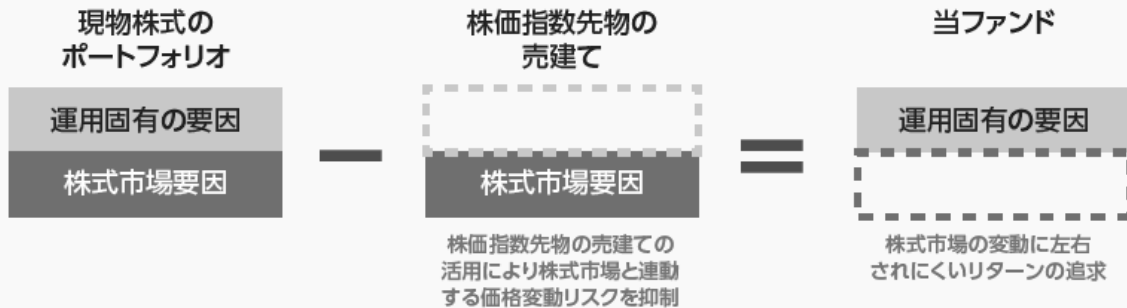 現物株式の
ポートフォリオ
運用固有の要因
株式市場要因
株価指数先物の
売建て
株式市場要因
株価指数先物の売建ての
活用により株式市場と連動
する価格変動リスクを抑制
当ファンド
運用固有の要因
株式市場の変動に左右
されにくいリターンの追求